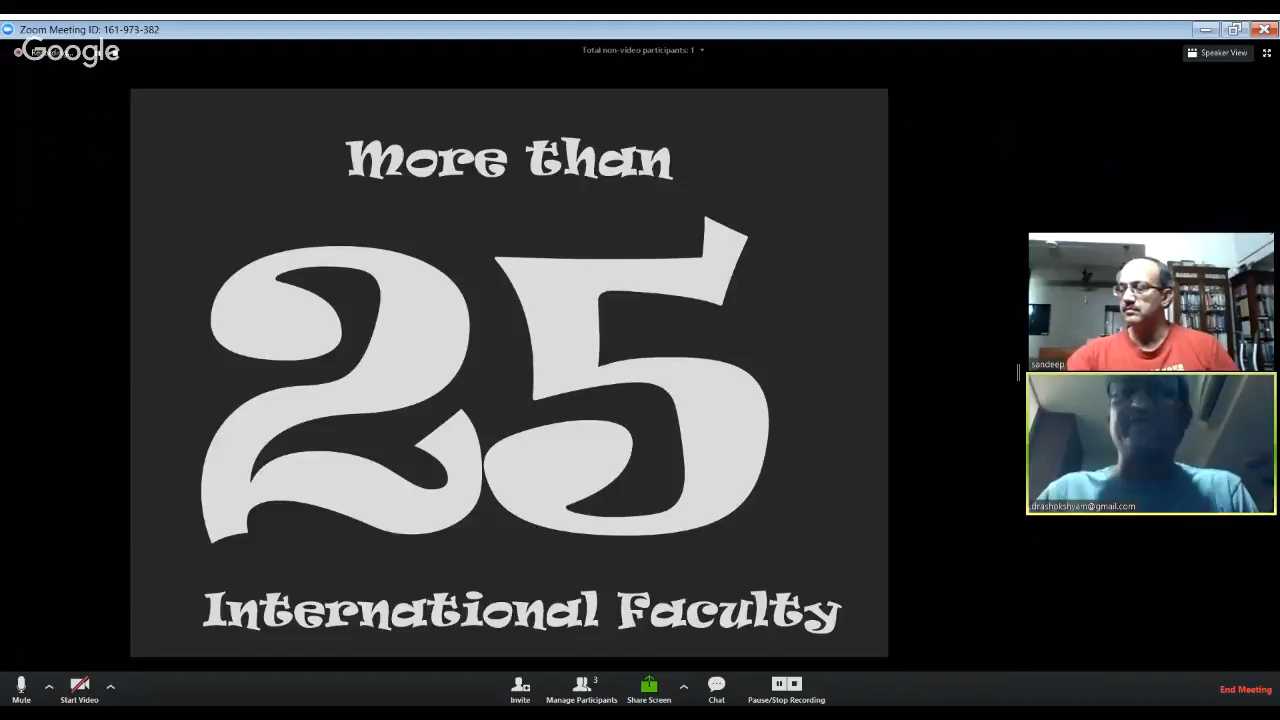 Zoom Meeting ID: 161-973-382
Google
Total non-video participants: 1
Speaker View
More than
25
International Faculty
sandeep
drashokshyam@gmail.com
Mute
Start Video
Invite
3
Manage Participants
Share Screen
Chat
Pause/Stop Recording
End Meeting